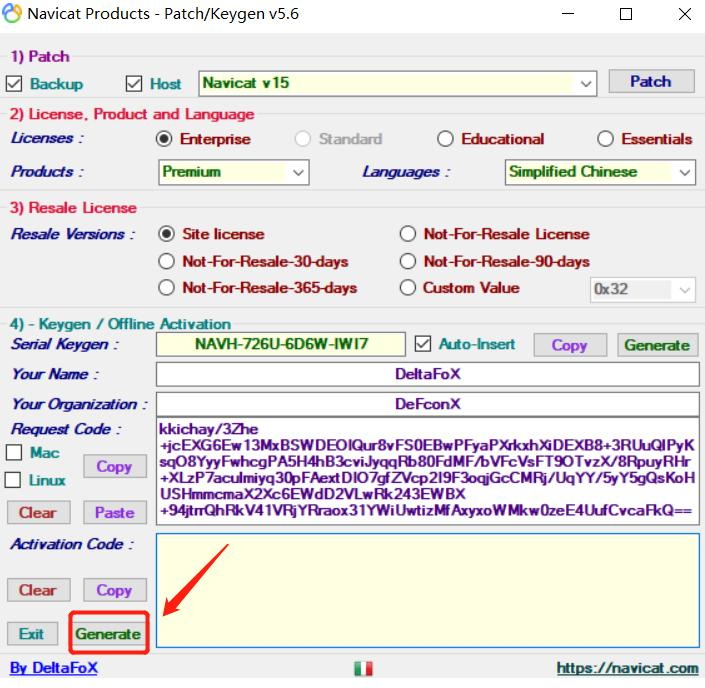 Navicat Products - Patch/Keygen v5.6
1) Patch
Backup Host Navicat v15 Patch
2) License, Product and Language
Licenses : Enterprise Standard Educational Essentials
Products : Premium Languages : Simplified Chinese
3) Resale License
Resale Versions : Site license Not-For-Resale License
Not-For-Resale-30-days Not-For-Resale-90-days
Not-For-Resale-365-days Custom Value 0x32
4) - Keygen / Offline Activation
Serial Keygen : NAVH-726U-6D6W-IWI7 Auto-Insert Copy Generate
Your Name : DeltaFoX
Your Organization : DeFconX
Request Code : kkichay/3Zhe
+jcEXG6Ew13MxBSWDEOIQur8vFS0EBwPFyaPXrkxhXiDEXB8+3RUuQIPyK
Mac
sqO8YyyFwhcgPA5H4hB3cviJyqqRb80FdMF/bVFcVsFT9OTvzX/8RpuyRHr
Copy
+XLzP7aculmiyq30pFAextDIO7gfZVcp2I9F3oqjGcCMRj/UqYY/5yY5gQsKoH
Linux
USHmmcmaX2Xc6EWdD2VLwRk243EWBX
Clear Paste
+94jtrrQhRkV41VRjYRraox31YWiUwtizMfAxyxoWMkw0zeE4UufCvcaFkQ==
Activation Code :
Clear Copy
Exit Generate
By DeltaFoX https://navicat.com